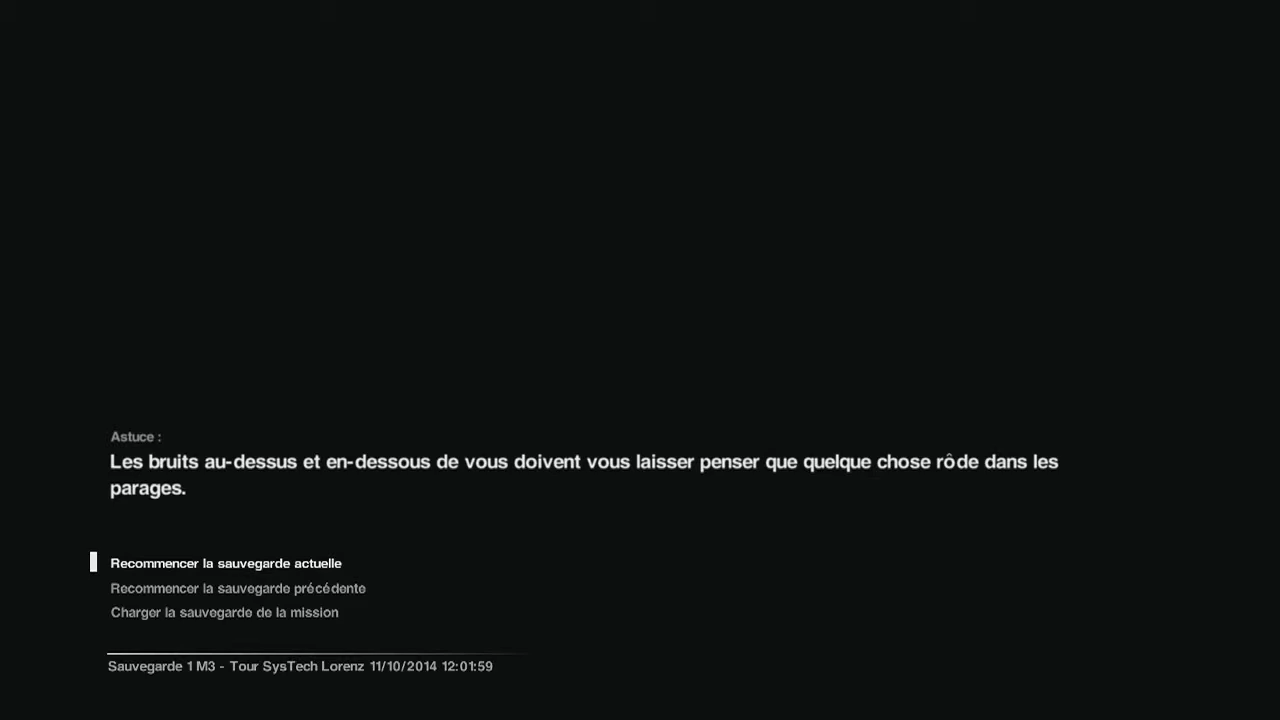 Astuce :
Les bruits au-dessus et en-dessous de vous doivent vous laisser penser que quelque chose rôde dans les
parages.
Recommencer la sauvegarde actuelle
Recommencer la sauvegarde précédente
Charger la sauvegarde de la mission
Sauvegarde 1 M3 - Tour SysTech Lorenz 11/10/2014 12:01:59